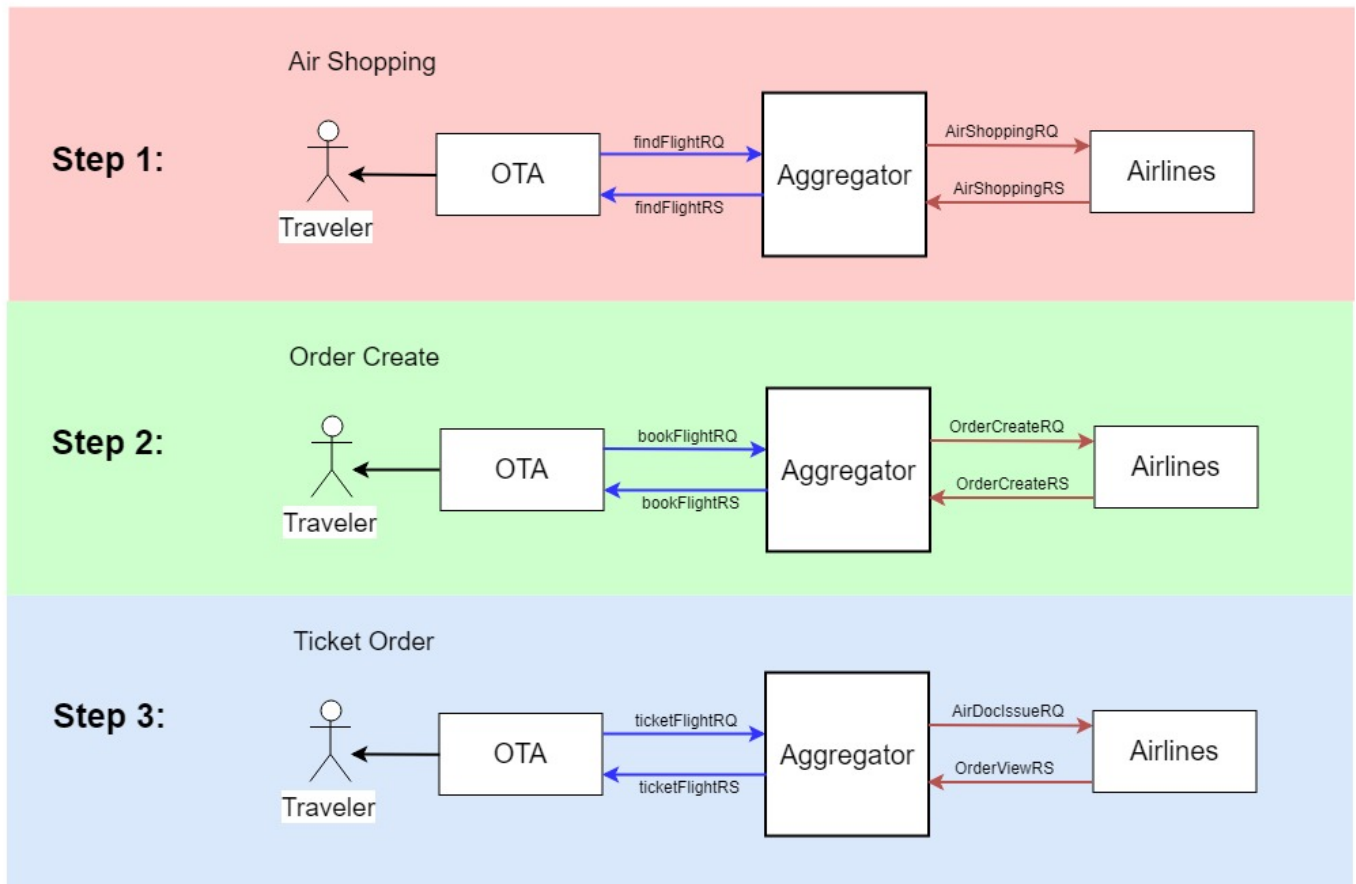 Air Shopping
Step 1:
Traveler
OTA
findFlightRQ
findFlightRS
Aggregator
AirShoppingRQ
AirShoppingRS
Airlines
Order Create
Step 2:
Traveler
OTA
bookFlightRQ
bookFlightRS
Aggregator
OrderCreateRQ
OrderCreateRS
Airlines
Ticket Order
Step 3:
Traveler
OTA
ticketFlightRQ
ticketFlightRS
Aggregator
AirDocIssueRQ
OrderViewRS
Airlines